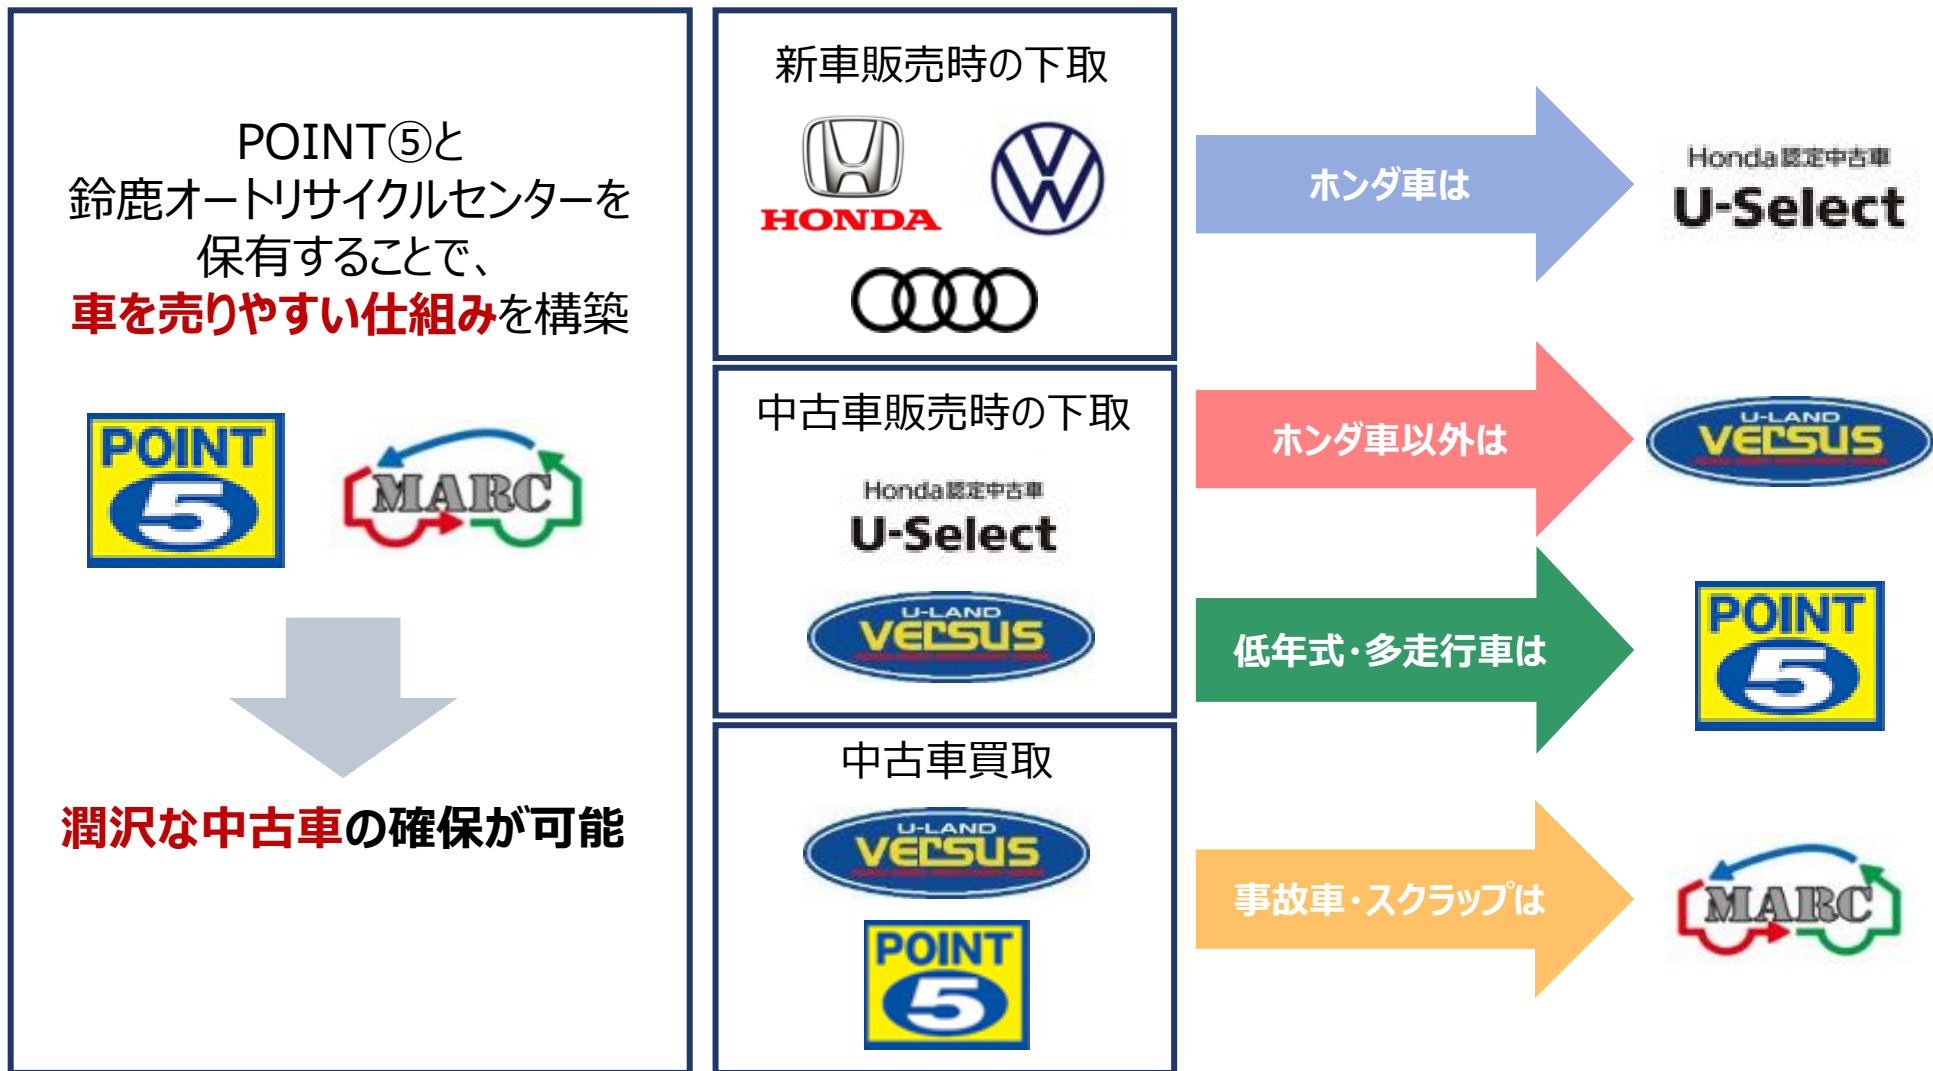 POINT⑤と
鈴鹿オートリサイクルセンターを
保有することで、
車を売りやすい仕組みを構築
POINT
5
MARC
潤沢な中古車の確保が可能
新車販売時の下取
HONDA
中古車販売時の下取
Honda認定中古車
U-Select
U-LAND
VERSUS
中古車買取
U-LAND
VERSUS
POINT
5
ホンダ車は
Honda認定中古車
U-Select
ホンダ車以外は
U-LAND
VERSUS
低年式・多走行車は
POINT
5
事故車・スクラップは
MARC